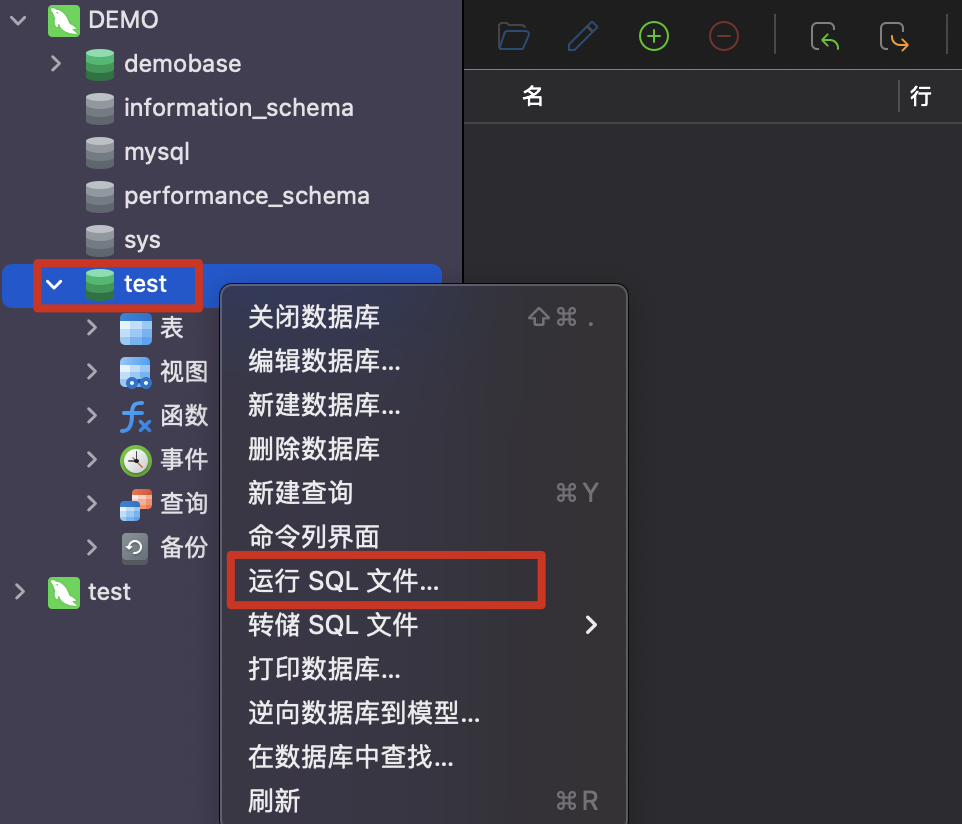 DEMO
demobase
information_schema
mysql
performance_schema
sys
test
表
视图
函数
事件
查询
备份
test
名
行
关闭数据库 ⇧⌘ .
编辑数据库...
新建数据库...
删除数据库
新建查询 ⌘Y
命令列界面
运行 SQL 文件...
转储 SQL 文件
打印数据库...
逆向数据库到模型...
在数据库中查找...
刷新 ⌘R